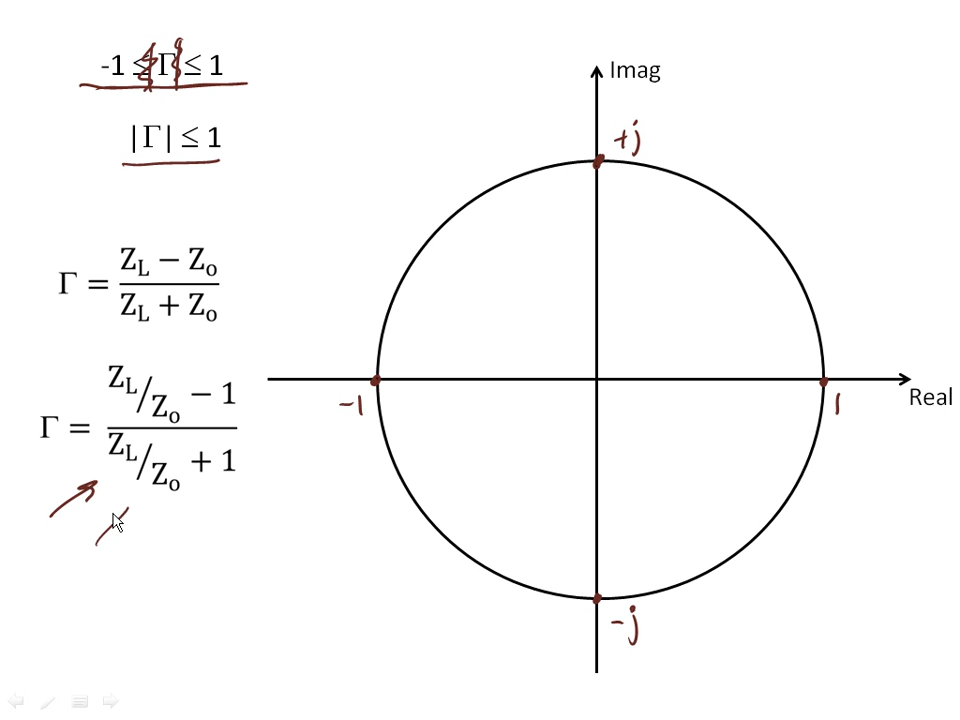 -1 ≤ Γ ≤ 1
|Γ| ≤ 1
Γ = (Z_L − Z_o) / (Z_L + Z_o)
Γ = (Z_L/Z_o − 1) / (Z_L/Z_o + 1)
Imag
+j
-1
1
Real
-j